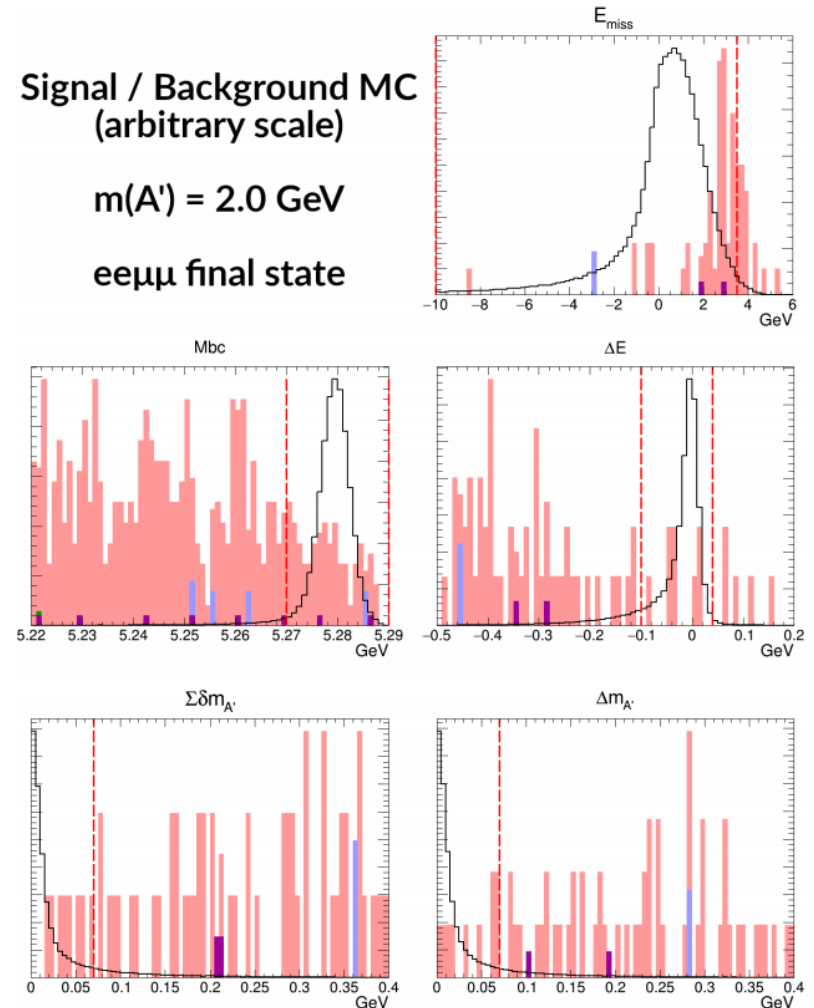 E_miss
Signal / Background MC
(arbitrary scale)
m(A') = 2.0 GeV
eeμμ final state
−10 −8 −6 −4 −2 0 2 4 6
GeV
Mbc
ΔE
5.22 5.23 5.24 5.25 5.26 5.27 5.28 5.29
GeV
−0.5 −0.4 −0.3 −0.2 −0.1 0 0.1 0.2
GeV
Σδm_A'
Δm_A'
0 0.05 0.1 0.15 0.2 0.25 0.3 0.35 0.4
GeV
0 0.05 0.1 0.15 0.2 0.25 0.3 0.35 0.4
GeV